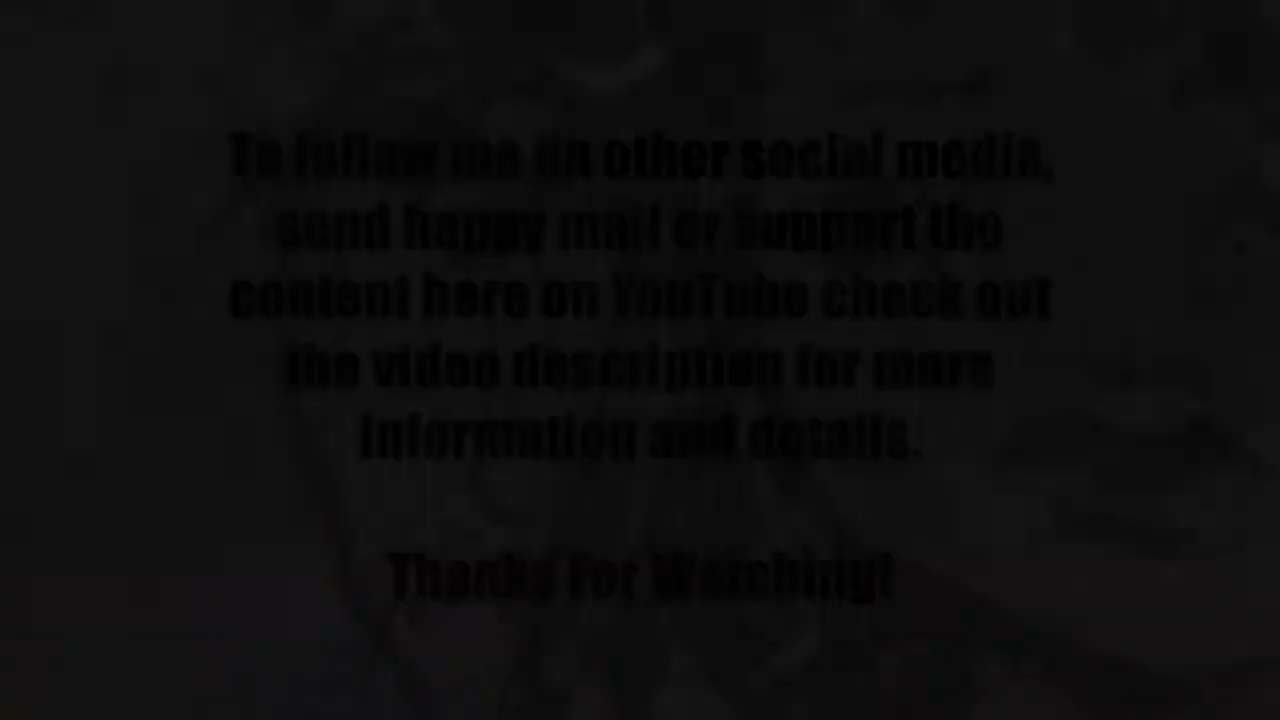 To follow me on other social media,
send happy mail or support the
content here on YouTube check out
the video description for more
information and details.
Thanks for Watching!